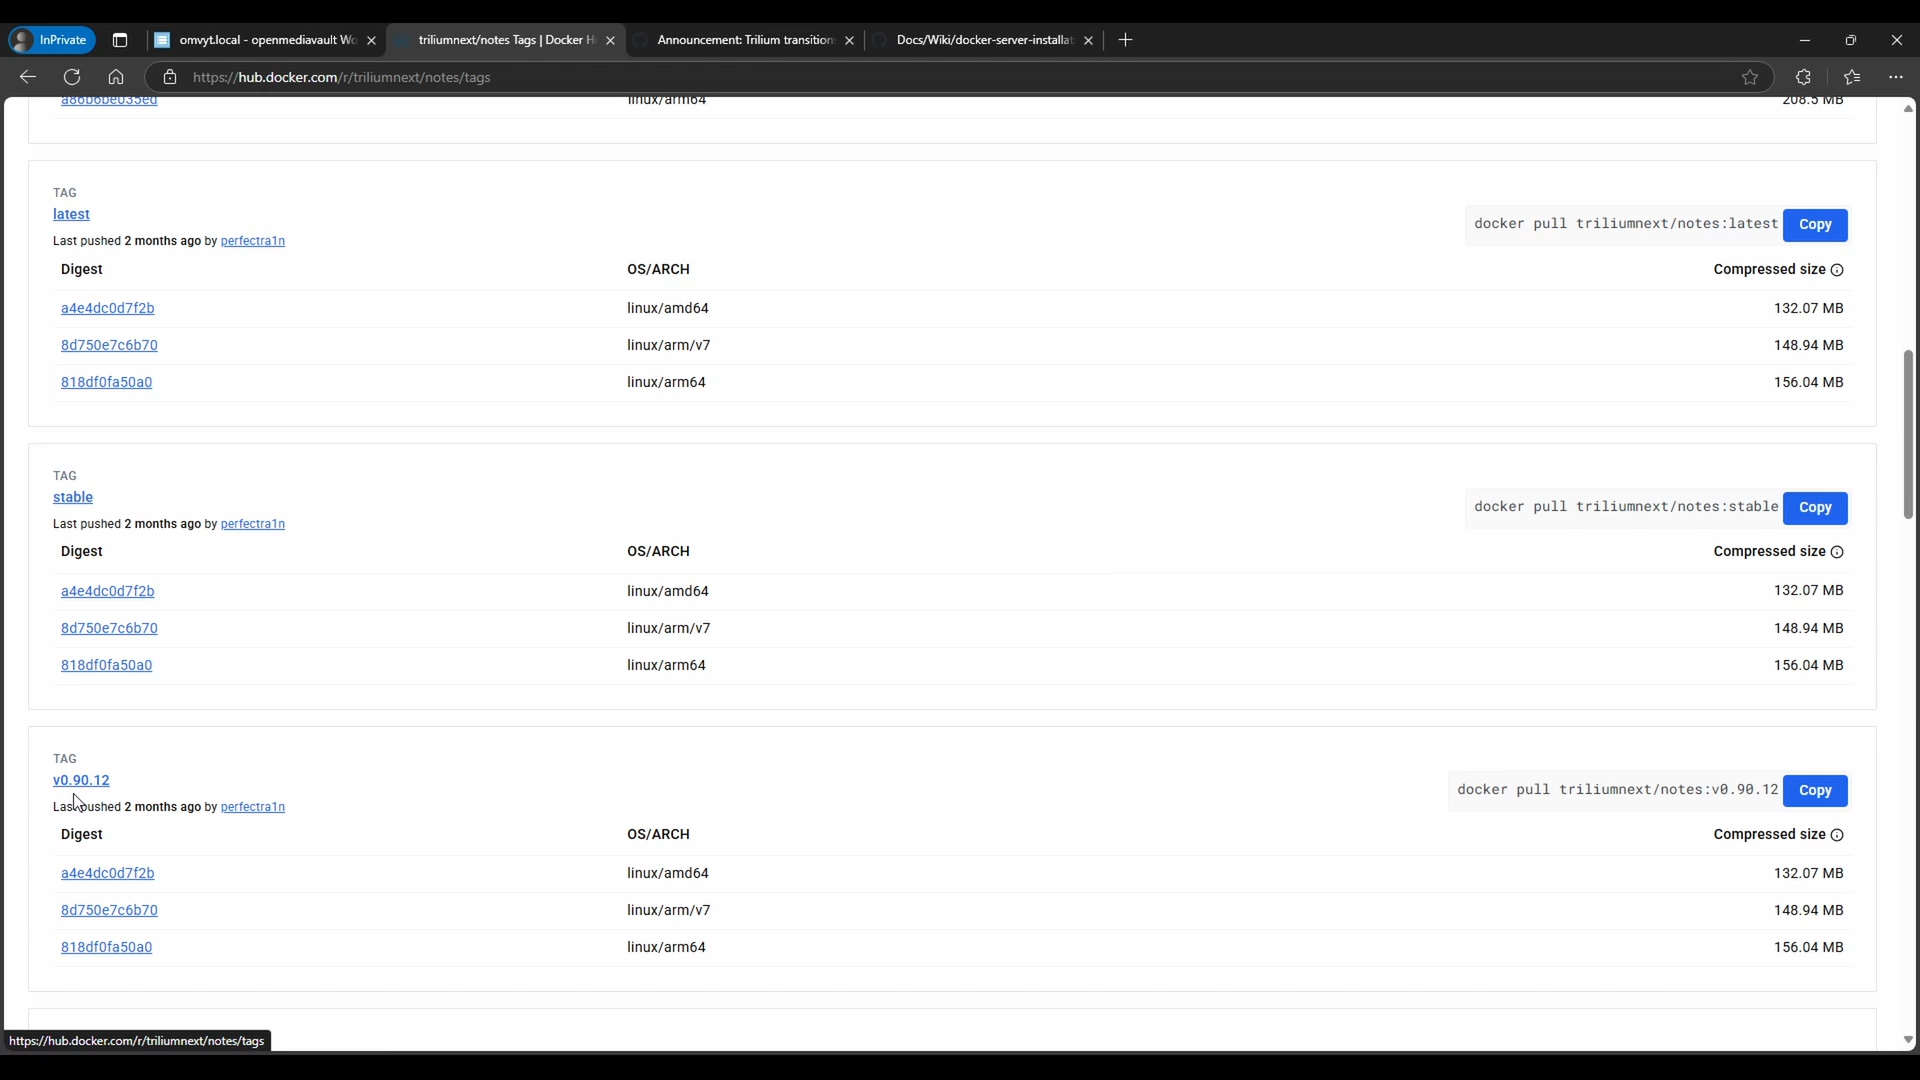 InPrivate
omvyt.local - openmediavault Wo
triliumnext/notes Tags | Docker H
Announcement: Trilium transition
Docs/Wiki/docker-server-installat
https://hub.docker.com/r/triliumnext/notes/tags
a86b6be035ed linux/arm64 208.5 MB
TAG
latest
docker pull triliumnext/notes:latest Copy
Last pushed 2 months ago by perfectra1n
Digest OS/ARCH Compressed size
a4e4dc0d7f2b linux/amd64 132.07 MB
8d750e7c6b70 linux/arm/v7 148.94 MB
818df0fa50a0 linux/arm64 156.04 MB
TAG
stable
docker pull triliumnext/notes:stable Copy
Last pushed 2 months ago by perfectra1n
Digest OS/ARCH Compressed size
a4e4dc0d7f2b linux/amd64 132.07 MB
8d750e7c6b70 linux/arm/v7 148.94 MB
818df0fa50a0 linux/arm64 156.04 MB
TAG
v0.90.12
docker pull triliumnext/notes:v0.90.12 Copy
Last pushed 2 months ago by perfectra1n
Digest OS/ARCH Compressed size
a4e4dc0d7f2b linux/amd64 132.07 MB
8d750e7c6b70 linux/arm/v7 148.94 MB
818df0fa50a0 linux/arm64 156.04 MB
https://hub.docker.com/r/triliumnext/notes/tags